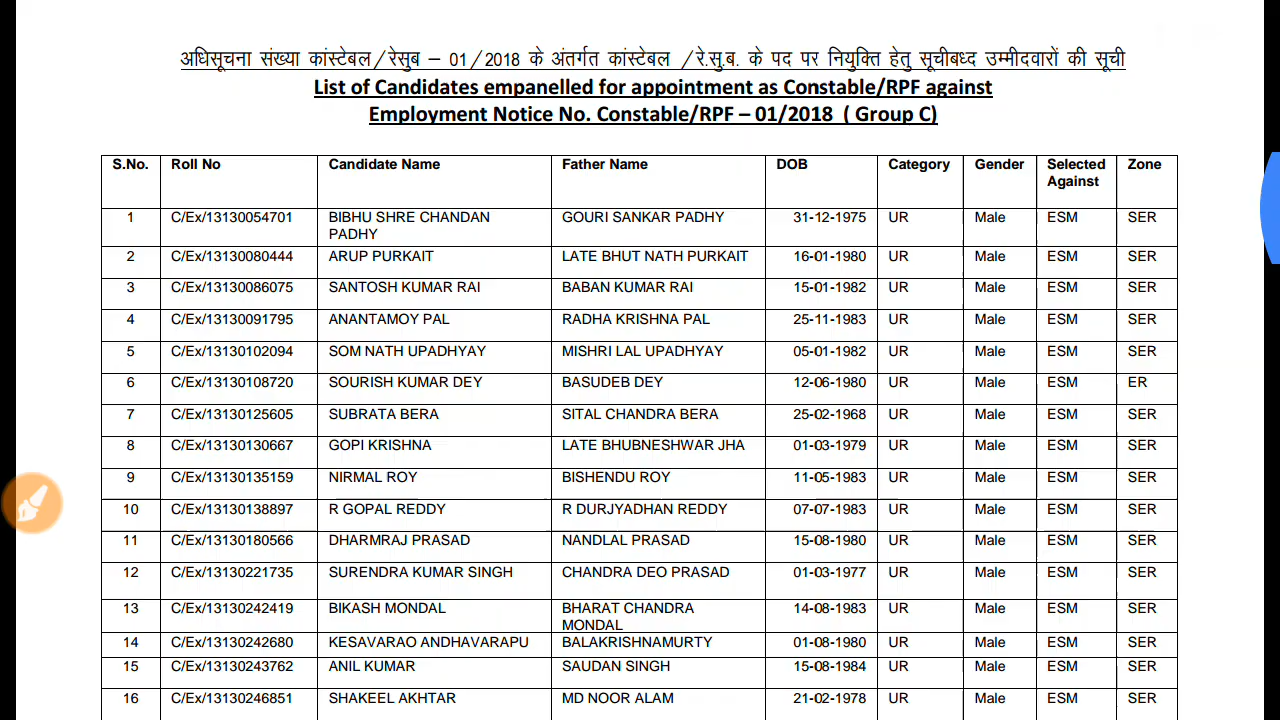 अधिसूचना संख्या कांस्टेबल/रेसुब – 01/2018 के अंतर्गत कांस्टेबल /रे.सु.ब. के पद पर नियुक्ति हेतु सूचीबध्द उम्मीदवारों की सूची
List of Candidates empanelled for appointment as Constable/RPF against
Employment Notice No. Constable/RPF – 01/2018 ( Group C)
S.No. Roll No Candidate Name Father Name DOB Category Gender Selected Zone
Against
1 C/Ex/13130054701 BIBHU SHRE CHANDAN GOURI SANKAR PADHY 31-12-1975 UR Male ESM SER
PADHY
2 C/Ex/13130080444 ARUP PURKAIT LATE BHUT NATH PURKAIT 16-01-1980 UR Male ESM SER
3 C/Ex/13130086075 SANTOSH KUMAR RAI BABAN KUMAR RAI 15-01-1982 UR Male ESM SER
4 C/Ex/13130091795 ANANTAMOY PAL RADHA KRISHNA PAL 25-11-1983 UR Male ESM SER
5 C/Ex/13130102094 SOM NATH UPADHYAY MISHRI LAL UPADHYAY 05-01-1982 UR Male ESM SER
6 C/Ex/13130108720 SOURISH KUMAR DEY BASUDEB DEY 12-06-1980 UR Male ESM ER
7 C/Ex/13130125605 SUBRATA BERA SITAL CHANDRA BERA 25-02-1968 UR Male ESM SER
8 C/Ex/13130130667 GOPI KRISHNA LATE BHUBNESHWAR JHA 01-03-1979 UR Male ESM SER
9 C/Ex/13130135159 NIRMAL ROY BISHENDU ROY 11-05-1983 UR Male ESM SER
10 C/Ex/13130138897 R GOPAL REDDY R DURJYADHAN REDDY 07-07-1983 UR Male ESM SER
11 C/Ex/13130180566 DHARMRAJ PRASAD NANDLAL PRASAD 15-08-1980 UR Male ESM SER
12 C/Ex/13130221735 SURENDRA KUMAR SINGH CHANDRA DEO PRASAD 01-03-1977 UR Male ESM SER
13 C/Ex/13130242419 BIKASH MONDAL BHARAT CHANDRA 14-08-1983 UR Male ESM SER
MONDAL
14 C/Ex/13130242680 KESAVARAO ANDHAVARAPU BALAKRISHNAMURTY 01-08-1980 UR Male ESM SER
15 C/Ex/13130243762 ANIL KUMAR SAUDAN SINGH 15-08-1984 UR Male ESM SER
16 C/Ex/13130246851 SHAKEEL AKHTAR MD NOOR ALAM 21-02-1978 UR Male ESM SER